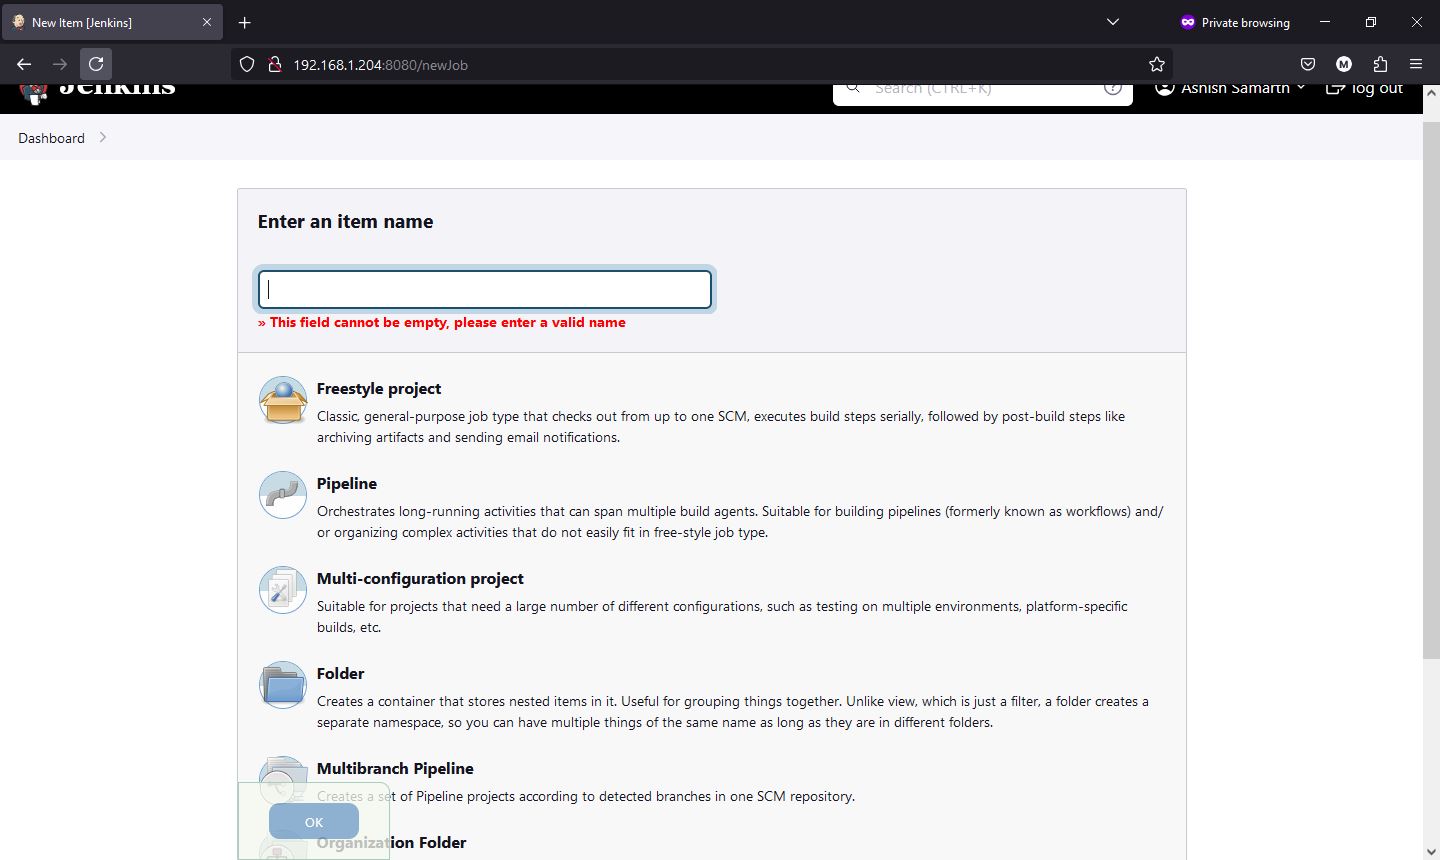 New Item [Jenkins]
Private browsing
192.168.1.204:8080/newJob
M
Jenkins
Search (CTRL+K)
?
Ashish Samarth
log out
Dashboard
Enter an item name
» This field cannot be empty, please enter a valid name
Freestyle project
Classic, general-purpose job type that checks out from up to one SCM, executes build steps serially, followed by post-build steps like
archiving artifacts and sending email notifications.
Pipeline
Orchestrates long-running activities that can span multiple build agents. Suitable for building pipelines (formerly known as workflows) and/
or organizing complex activities that do not easily fit in free-style job type.
Multi-configuration project
Suitable for projects that need a large number of different configurations, such as testing on multiple environments, platform-specific
builds, etc.
Folder
Creates a container that stores nested items in it. Useful for grouping things together. Unlike view, which is just a filter, a folder creates a
separate namespace, so you can have multiple things of the same name as long as they are in different folders.
Multibranch Pipeline
Creates a set of Pipeline projects according to detected branches in one SCM repository.
OK
Organization Folder